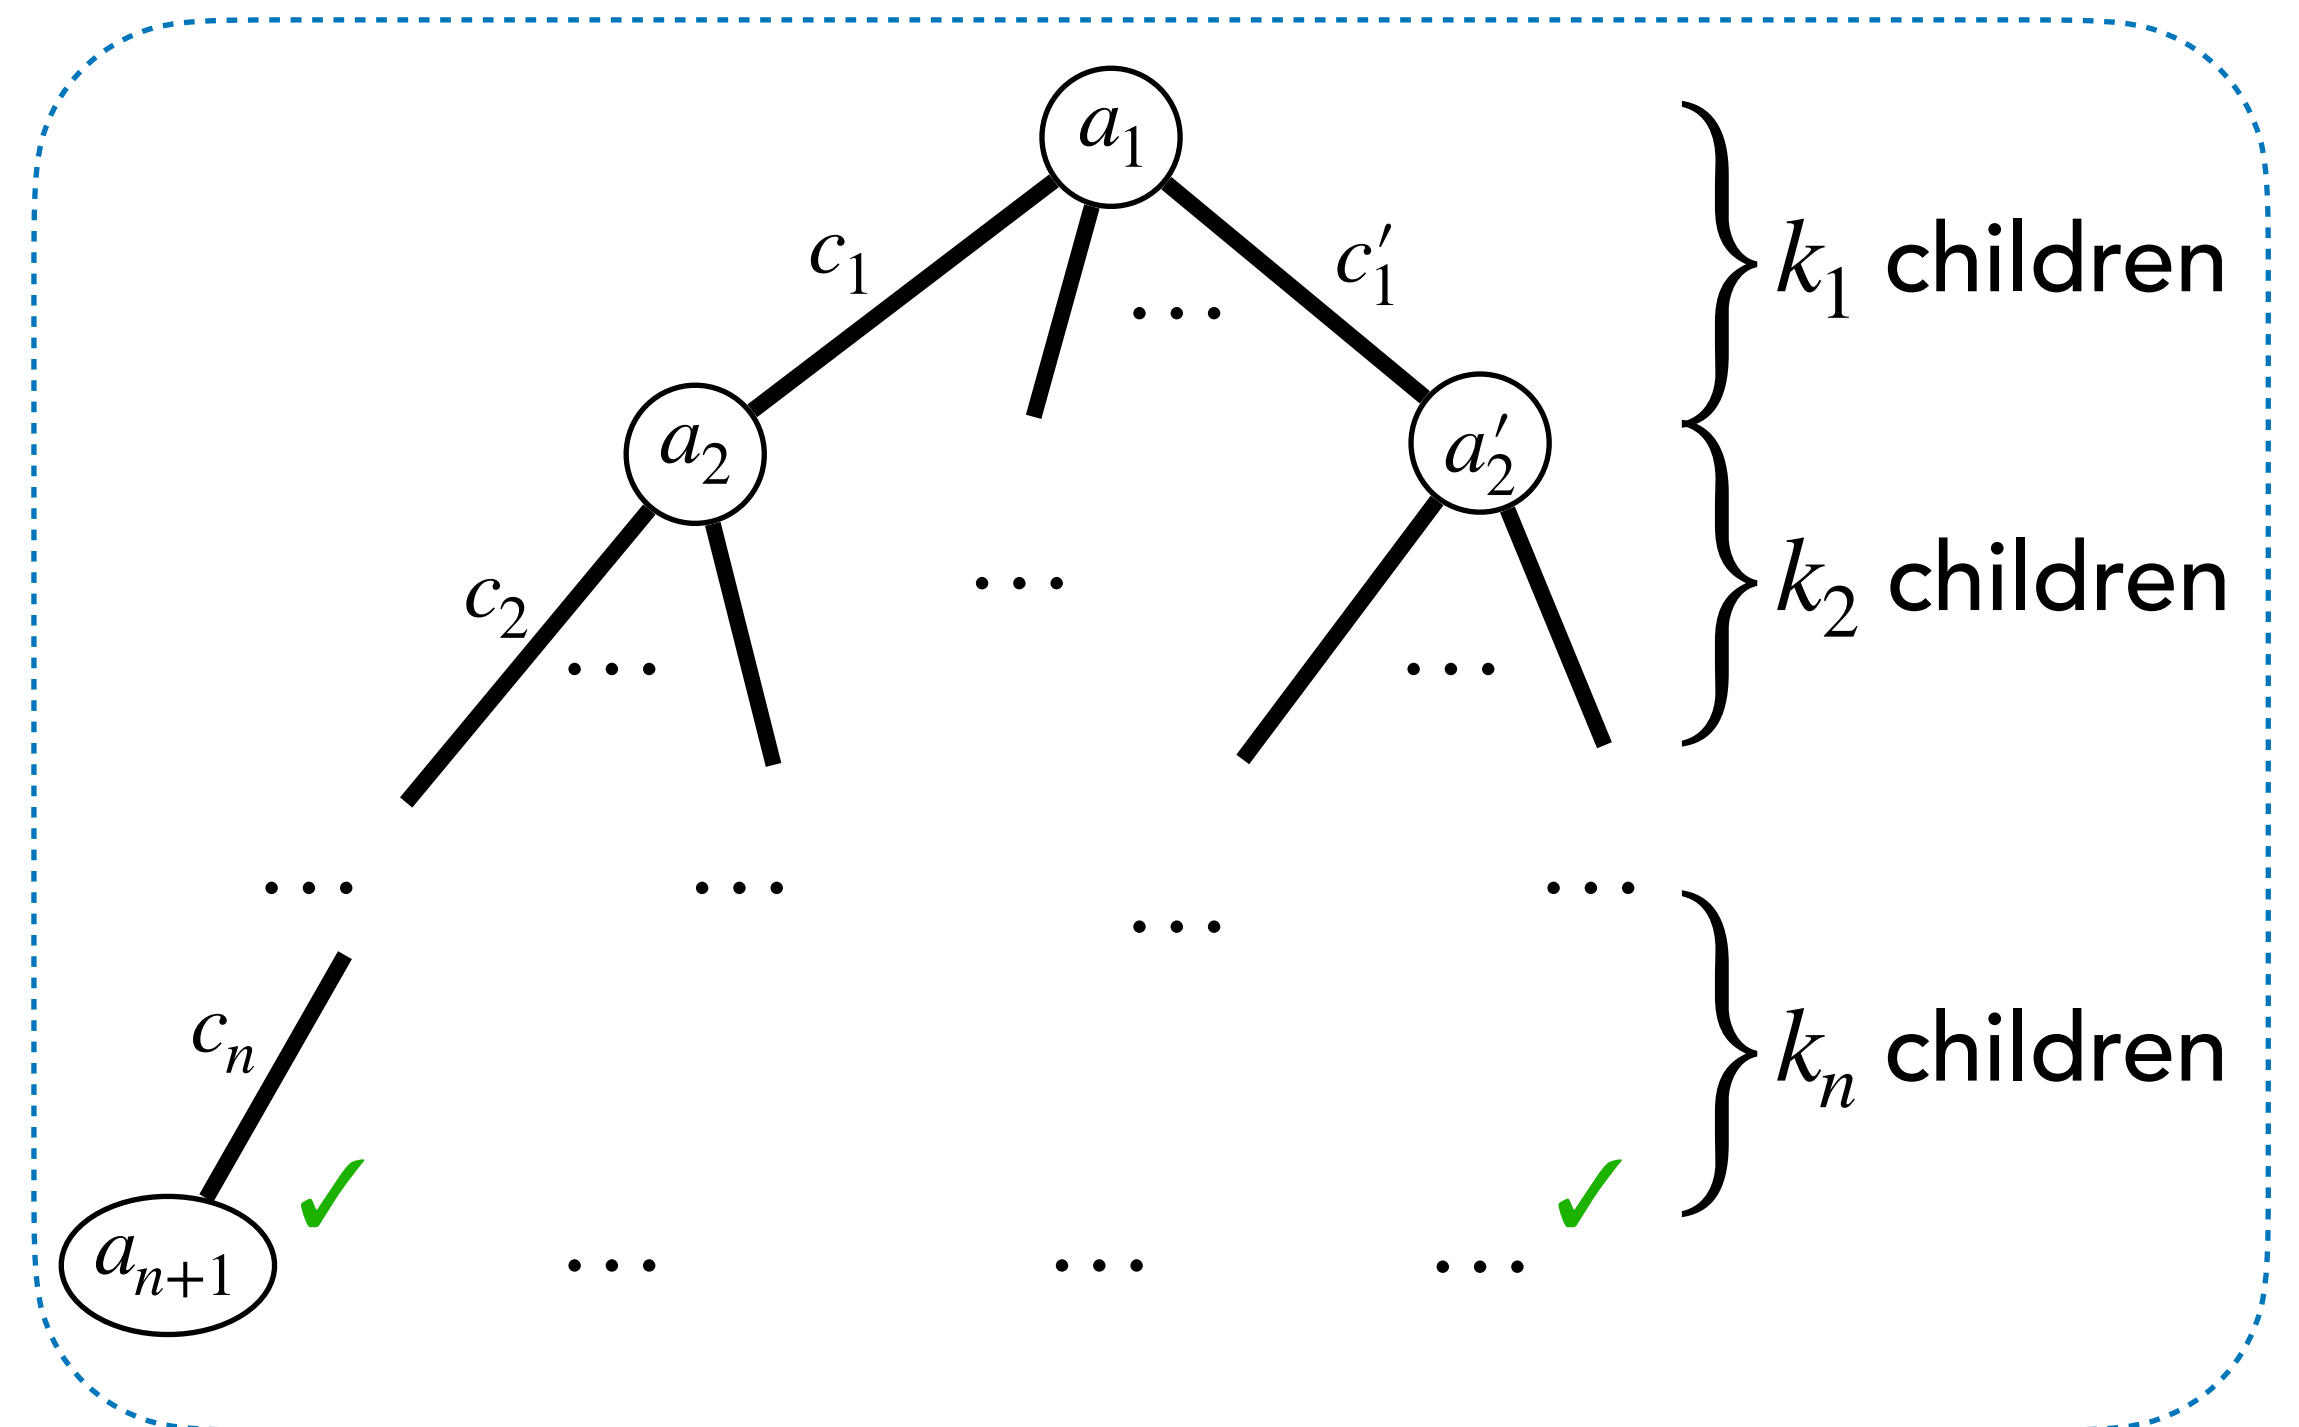 a₁
c₁
c′₁
k₁ children
...
a₂
a′₂
c₂
...
k₂ children
...
...
...
...
...
...
cₙ
kₙ children
✓
✓
aₙ₊₁
...
...
...